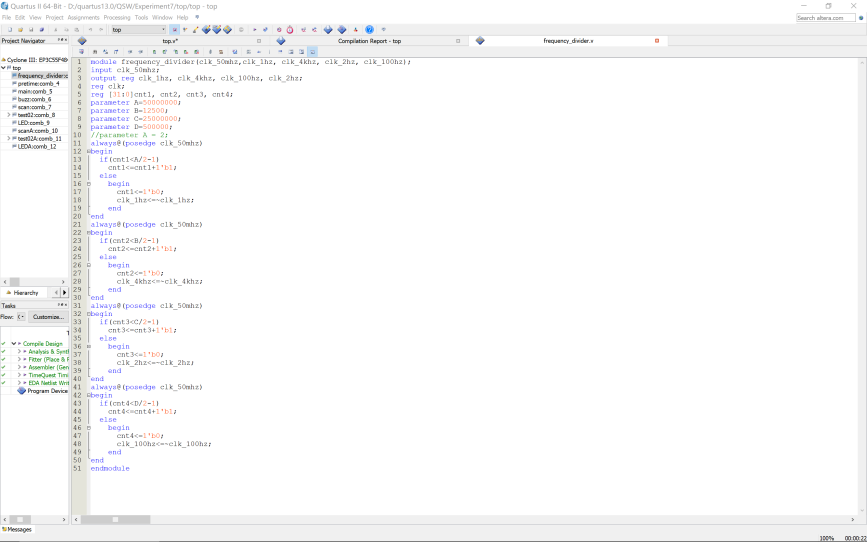 Quartus II 64-Bit - D:/quartus13.0/QSW/Experiment7/top/top - top
File Edit View Project Assignments Processing Tools Window Help
Search altera.com
top
Project Navigator
top.v*
Compilation Report - top
frequency_divider.v
Cyclone III: EP3C55F48
top
frequency_divider:c
pretime:comb_4
main:comb_5
buzz:comb_6
scan:comb_7
test02:comb_8
LED:comb_9
scanA:comb_10
test02A:comb_11
LEDA:comb_12
Hierarchy
Tasks
Flow:
Customize...
Compile Design
Analysis & Synth
Fitter (Place & R
Assembler (Gen
TimeQuest Timi
EDA Netlist Writ
Program Device
1 module frequency_divider(clk_50mhz,clk_1hz, clk_4khz, clk_2hz, clk_100hz);
2 input clk_50mhz;
3 output reg clk_1hz, clk_4khz, clk_100hz, clk_2hz;
4 reg clk;
5 reg [31:0]cnt1, cnt2, cnt3, cnt4;
6 parameter A=50000000;
7 parameter B=12500;
8 parameter C=25000000;
9 parameter D=500000;
10 //parameter A = 2;
11 always@(posedge clk_50mhz)
12 begin
13 if(cnt1<A/2-1)
14 cnt1<=cnt1+1'b1;
15 else
16 begin
17 cnt1<=1'b0;
18 clk_1hz<=~clk_1hz;
19 end
20 end
21 always@(posedge clk_50mhz)
22 begin
23 if(cnt2<B/2-1)
24 cnt2<=cnt2+1'b1;
25 else
26 begin
27 cnt2<=1'b0;
28 clk_4khz<=~clk_4khz;
29 end
30 end
31 always@(posedge clk_50mhz)
32 begin
33 if(cnt3<C/2-1)
34 cnt3<=cnt3+1'b1;
35 else
36 begin
37 cnt3<=1'b0;
38 clk_2hz<=~clk_2hz;
39 end
40 end
41 always@(posedge clk_50mhz)
42 begin
43 if(cnt4<D/2-1)
44 cnt4<=cnt4+1'b1;
45 else
46 begin
47 cnt4<=1'b0;
48 clk_100hz<=~clk_100hz;
49 end
50 end
51 endmodule
Messages
100% 00:00:22